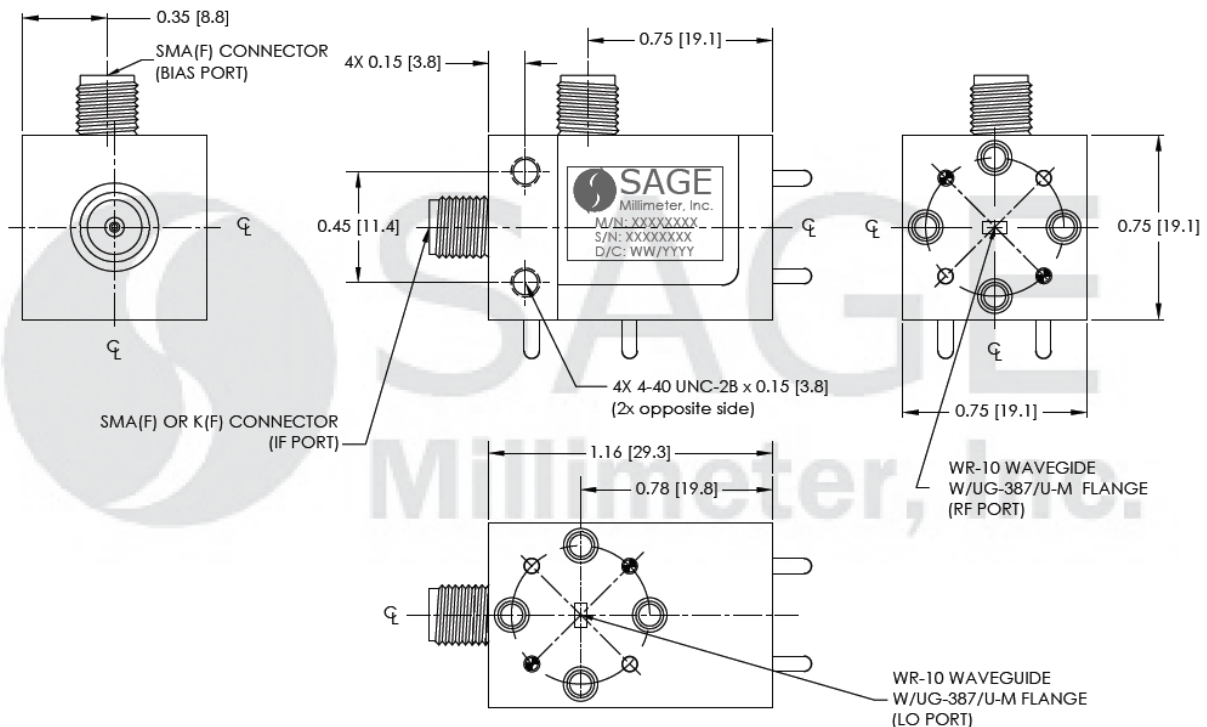 0.35 [8.8]
SMA(F) CONNECTOR
(BIAS PORT)
4X 0.15 [3.8]
0.75 [19.1]
SAGE
Millimeter, Inc.
M/N: XXXXXXXX
S/N: XXXXXXXX
D/C: WW/YYYY
0.45 [11.4]
℄
℄
℄
℄
0.75 [19.1]
℄
℄
4X 4-40 UNC-2B x 0.15 [3.8]
(2x opposite side)
0.75 [19.1]
SMA(F) OR K(F) CONNECTOR
(IF PORT)
SAGE
Millimeter, Inc.
1.16 [29.3]
0.78 [19.8]
WR-10 WAVEGIDE
W/UG-387/U-M FLANGE
(RF PORT)
℄
WR-10 WAVEGUIDE
W/UG-387/U-M FLANGE
(LO PORT)